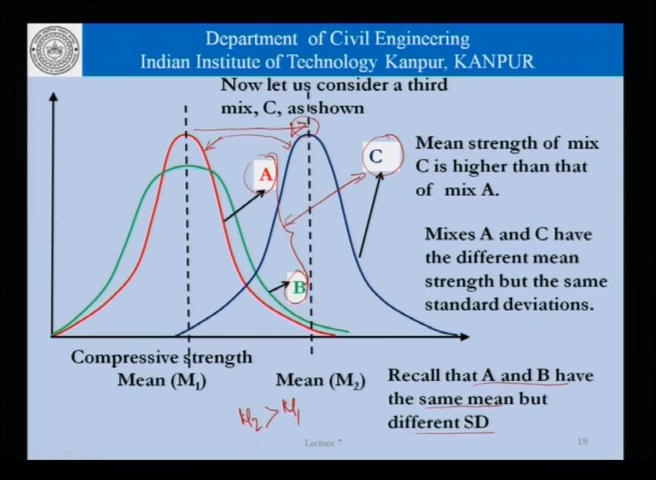 Department of Civil Engineering
Indian Institute of Technology Kanpur, KANPUR
Now let us consider a third
mix, C, as shown
A
B
C
Mean strength of mix
C is higher than that
of mix A.
Mixes A and C have
the different mean
strength but the same
standard deviations.
Compressive strength
Mean (M₁)
Mean (M₂)
M₂ > M₁
Recall that A and B have
the same mean but
different SD
Lecture 7
18